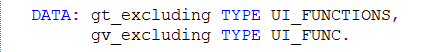 DATA: gt_excluding TYPE UI_FUNCTIONS,
gv_excluding TYPE UI_FUNC.